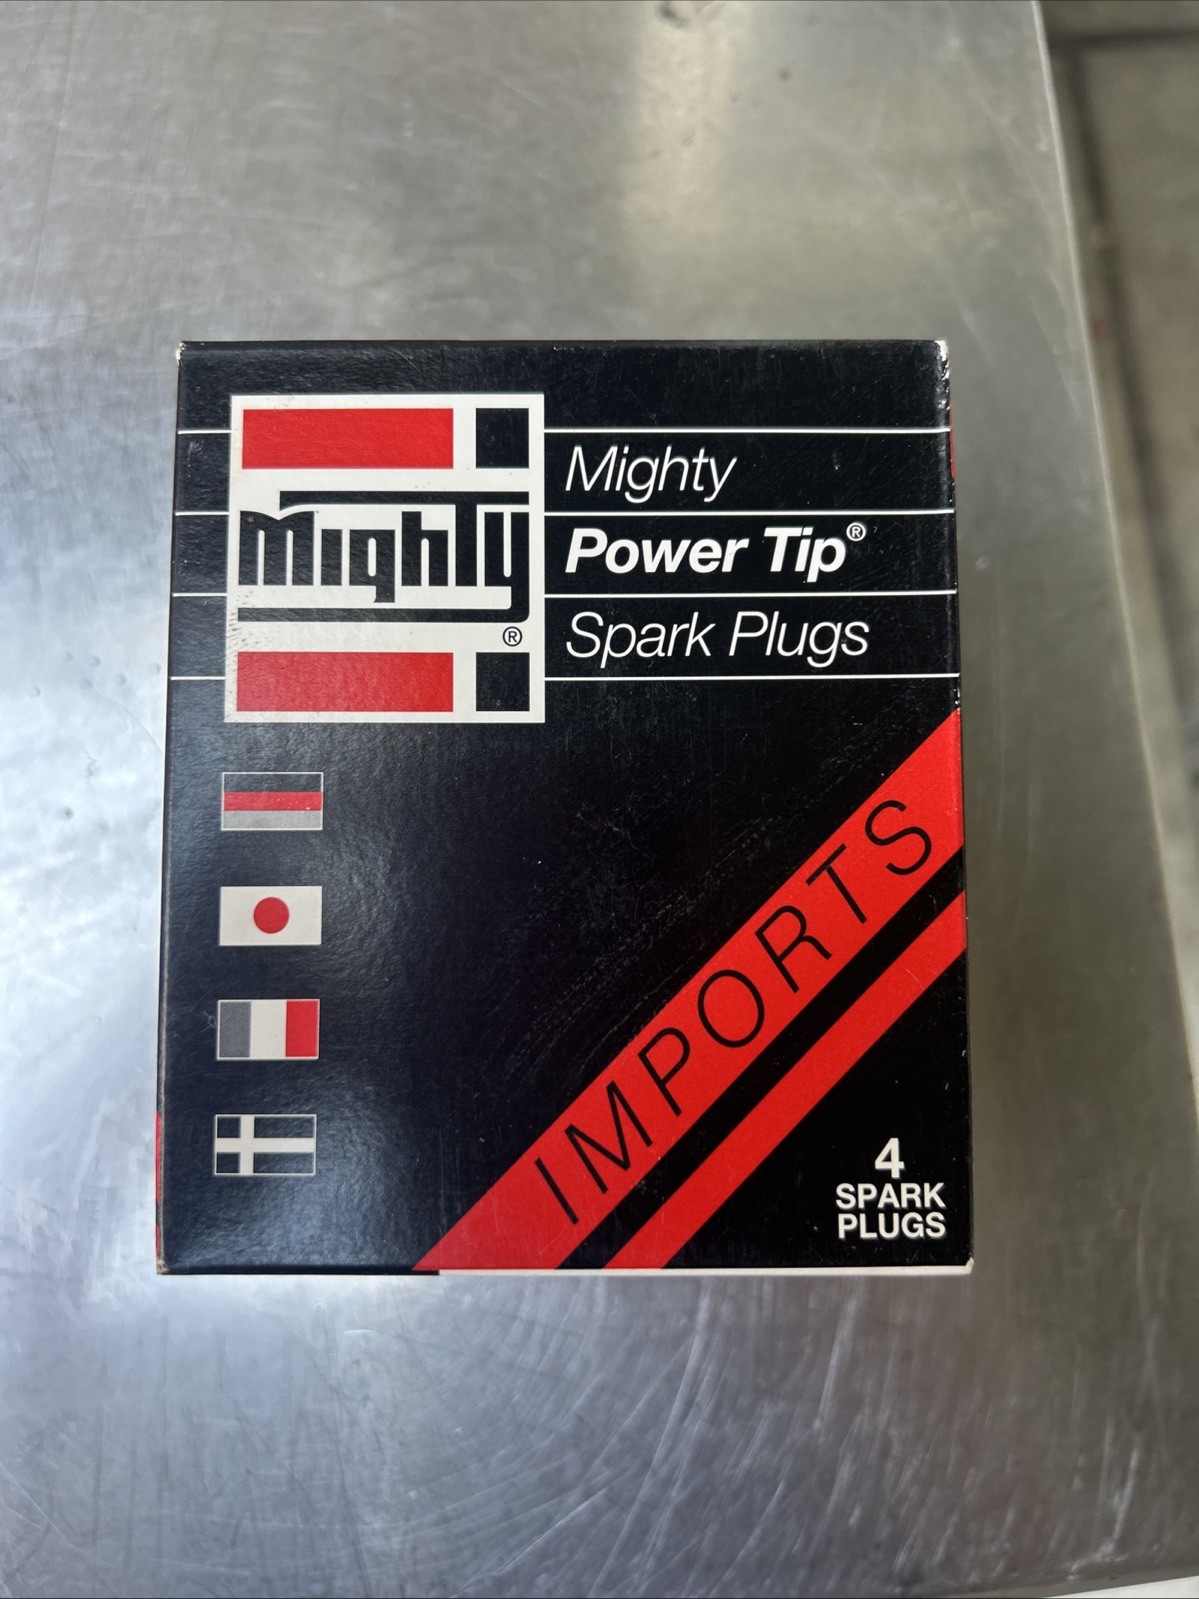 Mighty®
Mighty
Power Tip®
Spark Plugs
IMPORTS
4
SPARK
PLUGS